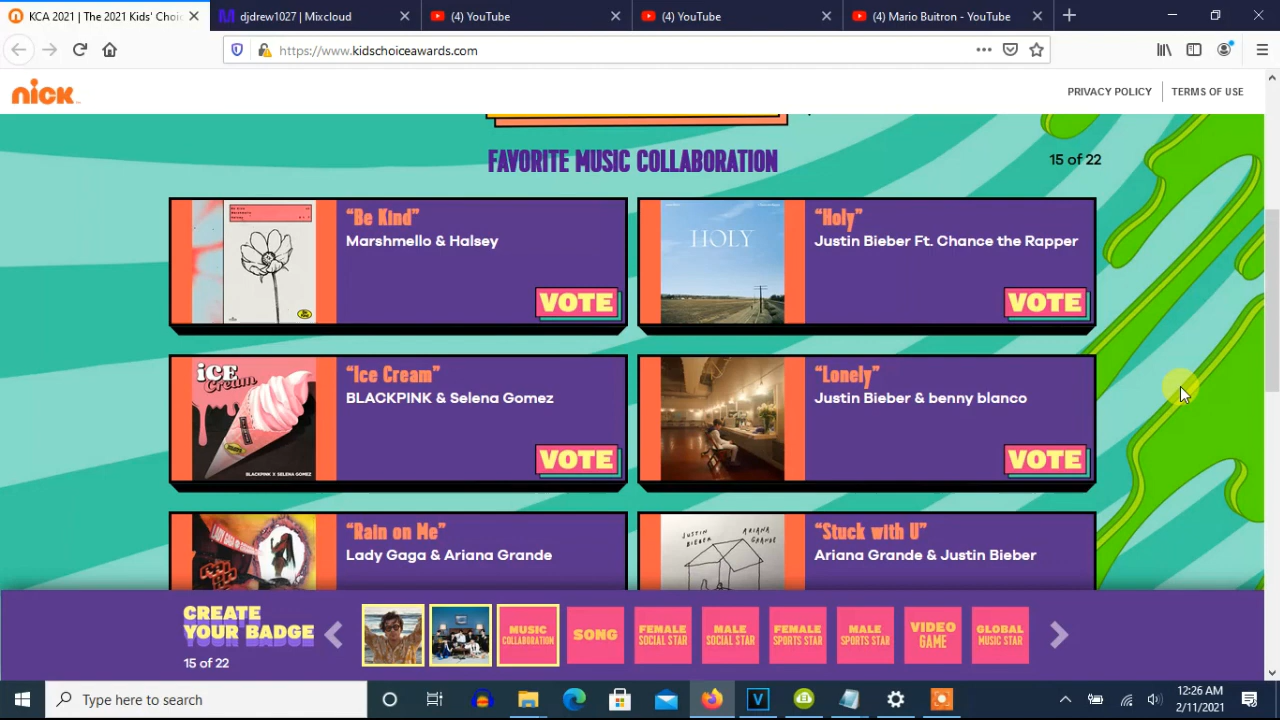 KCA 2021 | The 2021 Kids' Choi
djdrew1027 | Mixcloud
(4) YouTube
(4) YouTube
(4) Mario Buitron - YouTube
https://www.kidschoiceawards.com
nick
PRIVACY POLICY
TERMS OF USE
FAVORITE MUSIC COLLABORATION
15 of 22
"Be Kind"
Marshmello & Halsey
VOTE
HOLY
"Holy"
Justin Bieber Ft. Chance the Rapper
VOTE
iCE
Cream
BLACKPINK X SELENA GOMEZ
"Ice Cream"
BLACKPINK & Selena Gomez
VOTE
"Lonely"
Justin Bieber & benny blanco
VOTE
LADY GAGA
"Rain on Me"
Lady Gaga & Ariana Grande
JUSTIN BIEBER
ARIANA GRANDE
"Stuck with U"
Ariana Grande & Justin Bieber
CREATE
YOUR BADGE
15 of 22
MUSIC
COLLABORATION
SONG
FEMALE
SOCIAL STAR
MALE
SOCIAL STAR
FEMALE
SPORTS STAR
MALE
SPORTS STAR
VIDEO
GAME
GLOBAL
MUSIC STAR
Type here to search
12:26 AM
2/11/2021